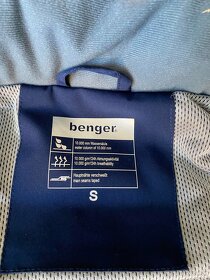 benger
10.000 mm Wassersäule
water column of 10.000 mm
10.000 g/m²/24h Atmungsaktivität
10.000 g/m²/24h breathability
Hauptnähte verschweißt
main seams taped
S